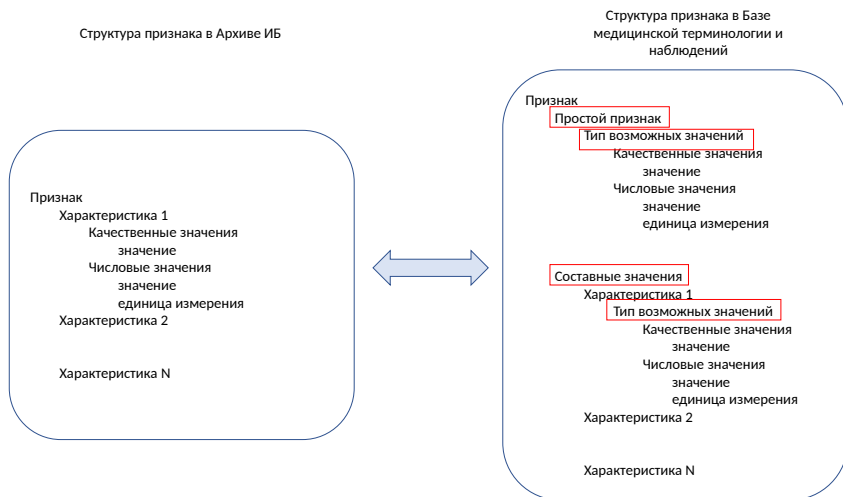 Структура признака в Архиве ИБ
Признак
Характеристика 1
Качественные значения
значение
Числовые значения
значение
единица измерения
Характеристика 2
Характеристика N
Структура признака в Базе
медицинской терминологии и
наблюдений
Признак
Простой признак
Тип возможных значений
Качественные значения
значение
Числовые значения
значение
единица измерения
Составные значения
Характеристика 1
Тип возможных значений
Качественные значения
значение
Числовые значения
значение
единица измерения
Характеристика 2
Характеристика N